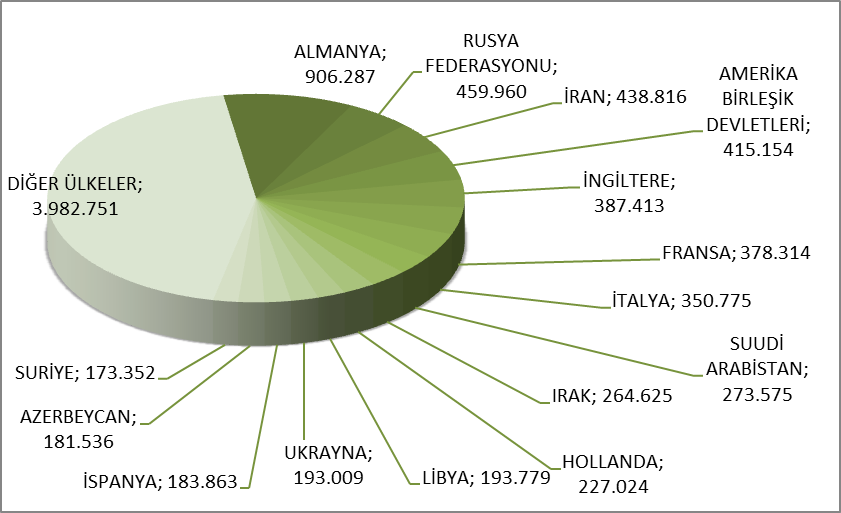 ALMANYA;
906.287
RUSYA
FEDERASYONU;
459.960
İRAN; 438.816
AMERİKA
BİRLEŞİK
DEVLETLERİ;
415.154
İNGİLTERE;
387.413
FRANSA; 378.314
İTALYA; 350.775
SUUDİ
ARABİSTAN;
273.575
IRAK; 264.625
HOLLANDA;
227.024
LİBYA; 193.779
UKRAYNA;
193.009
İSPANYA; 183.863
AZERBEYCAN;
181.536
SURİYE; 173.352
DİĞER ÜLKELER;
3.982.751